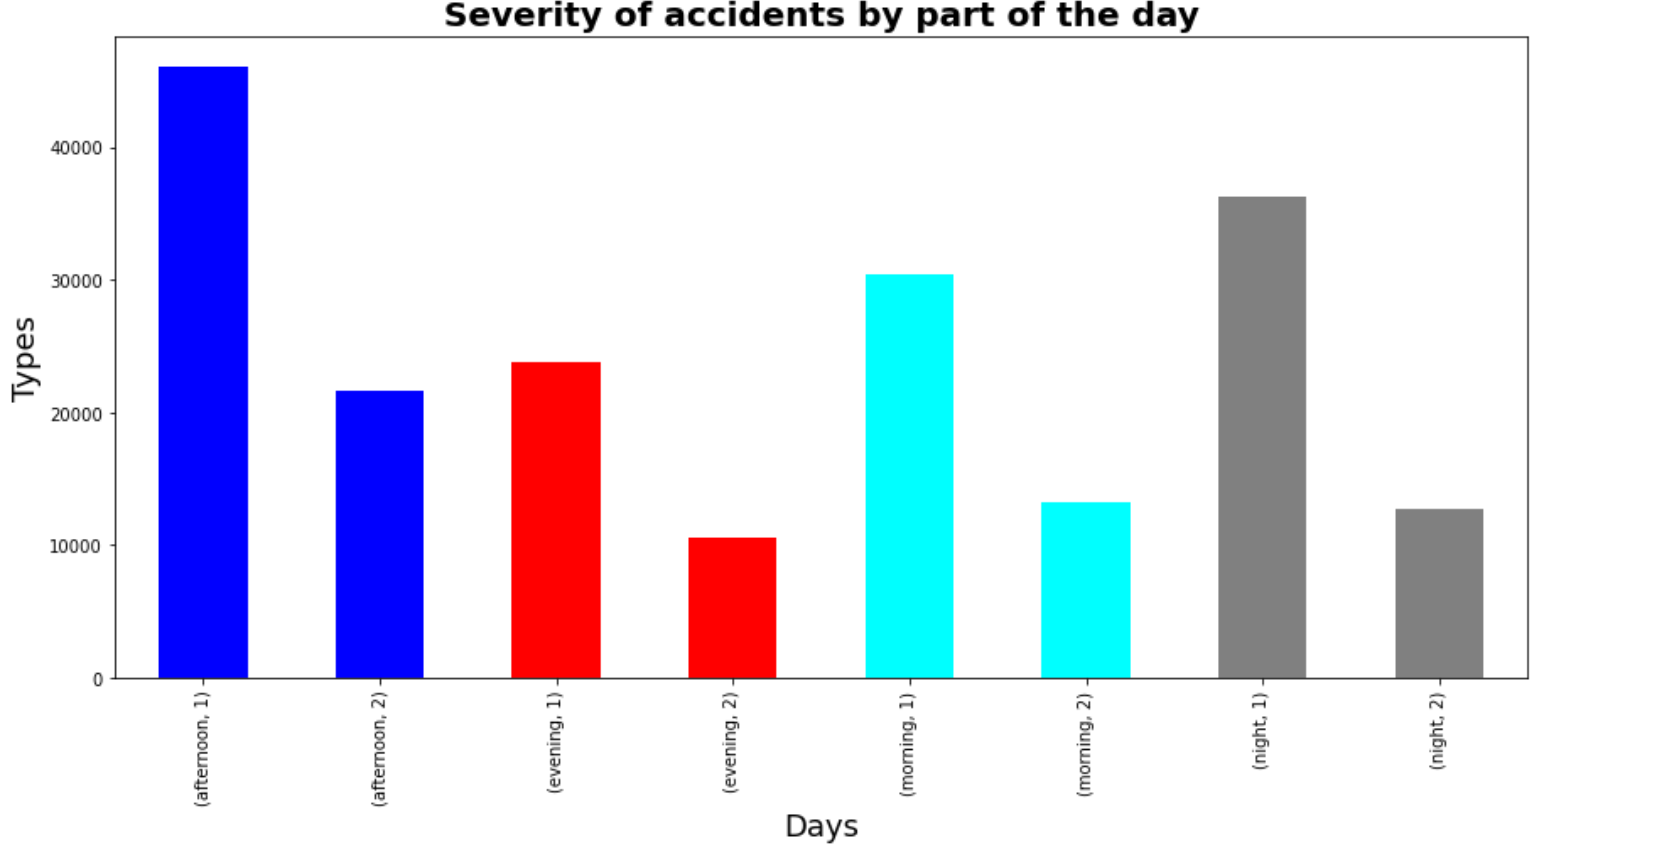 Severity of accidents by part of the day
Types
40000
30000
20000
10000
0
(afternoon, 1)
(afternoon, 2)
(evening, 1)
(evening, 2)
(morning, 1)
(morning, 2)
(night, 1)
(night, 2)
Days